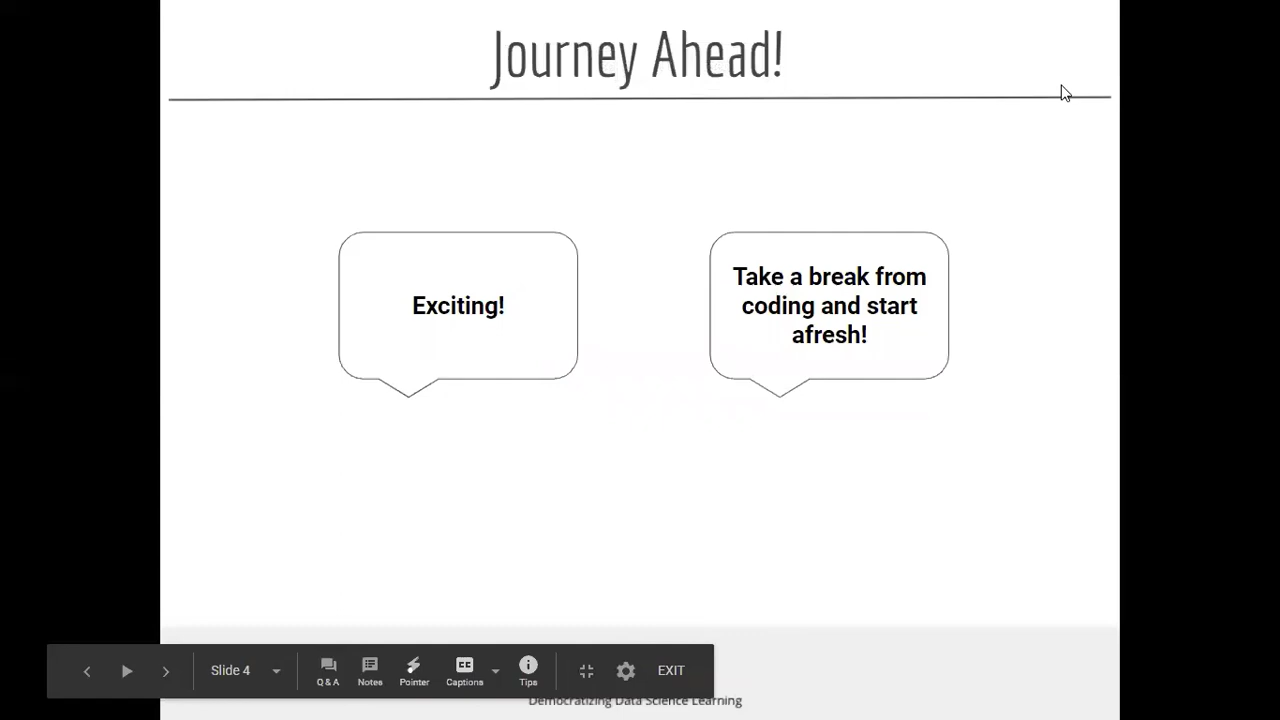 Journey Ahead!
Exciting!
Take a break from
coding and start
afresh!
Slide 4
Q & A
Notes
Pointer
CC
Captions
Tips
EXIT
Democratizing Data Science Learning